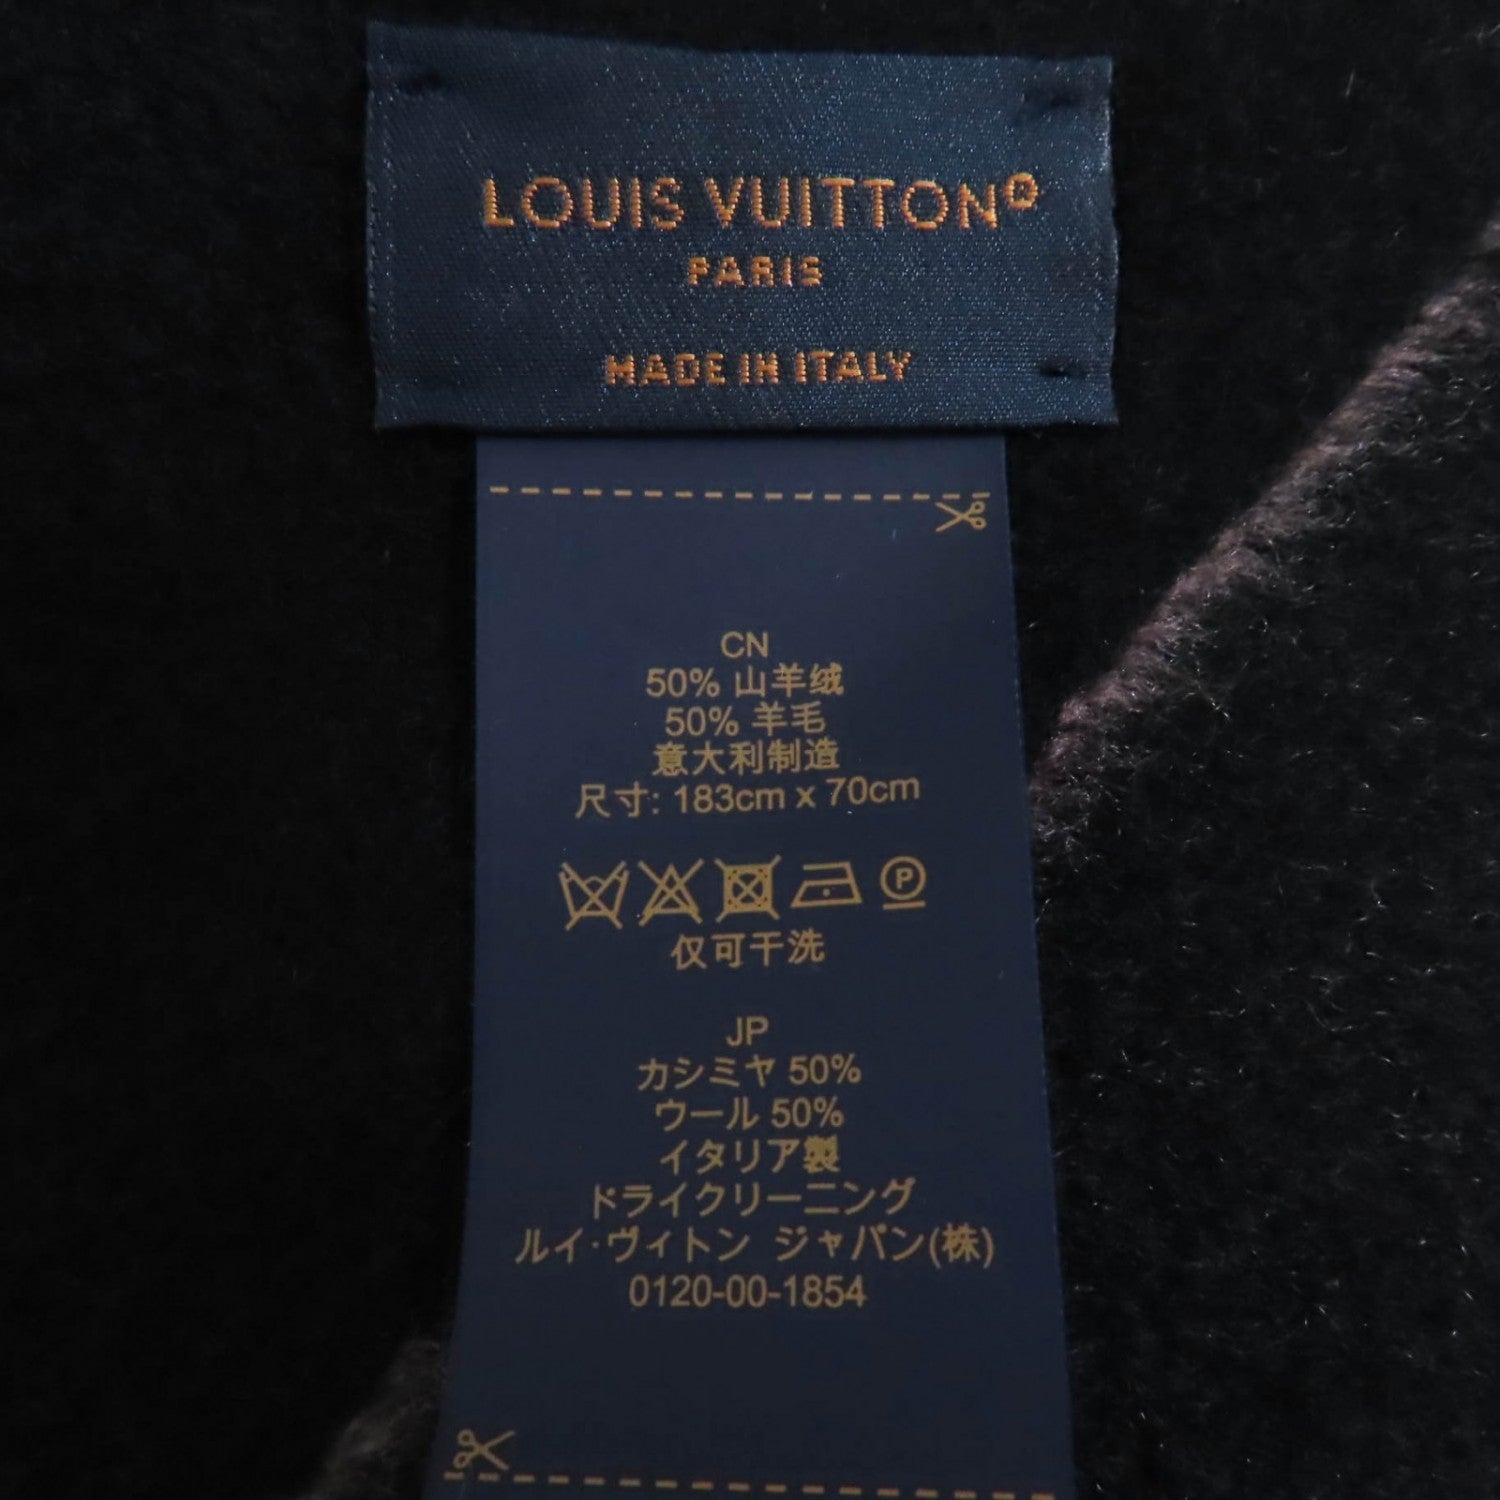 LOUIS VUITTON®
PARIS
MADE IN ITALY
CN
50% 山羊绒
50% 羊毛
意大利制造
尺寸: 183cm x 70cm
P
仅可干洗
JP
カシミヤ 50%
ウール 50%
イタリア製
ドライクリーニング
ルイ·ヴィトン ジャパン(株)
0120-00-1854